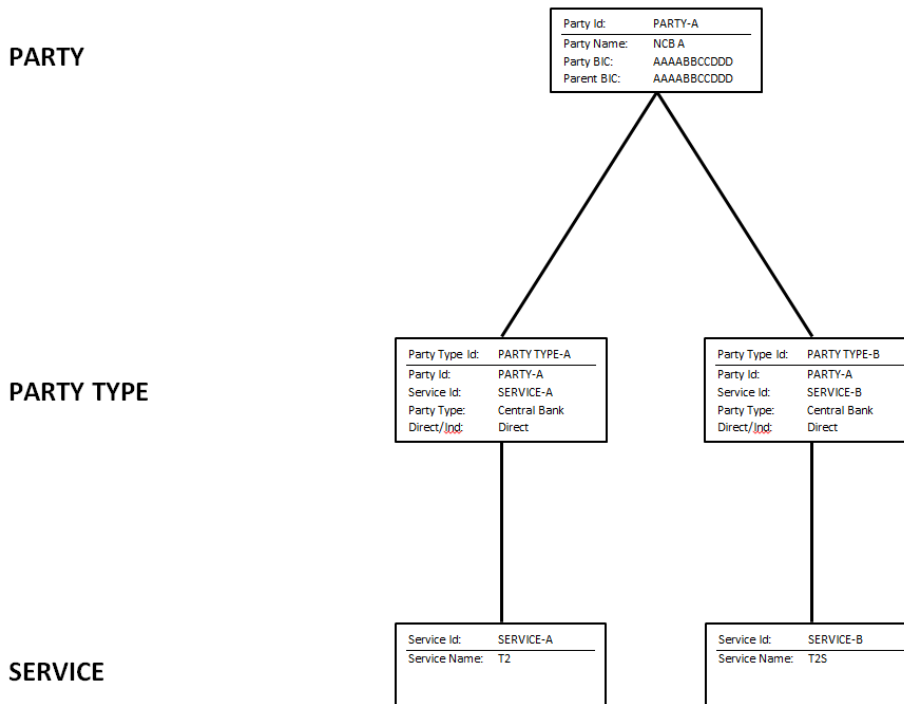 PARTY
Party Id: PARTY-A
Party Name: NCB A
Party BIC: AAAABBCCDDD
Parent BIC: AAAABBCCDDD
PARTY TYPE
Party Type Id: PARTY TYPE-A
Party Id: PARTY-A
Service Id: SERVICE-A
Party Type: Central Bank
Direct/Ind: Direct
Party Type Id: PARTY TYPE-B
Party Id: PARTY-A
Service Id: SERVICE-B
Party Type: Central Bank
Direct/Ind: Direct
SERVICE
Service Id: SERVICE-A
Service Name: T2
Service Id: SERVICE-B
Service Name: T2S